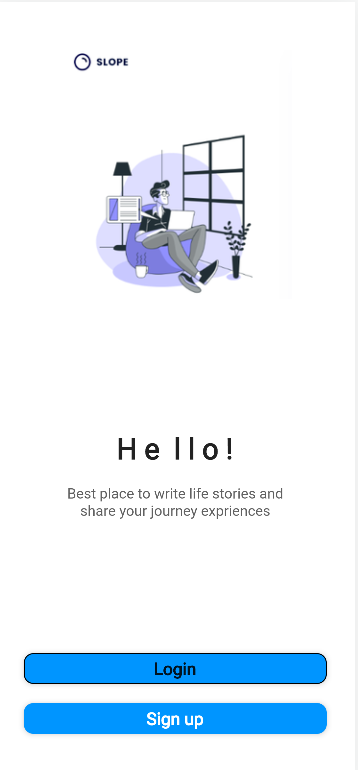 SLOPE
Hello!
Best place to write life stories and
share your journey expriences
Login
Sign up